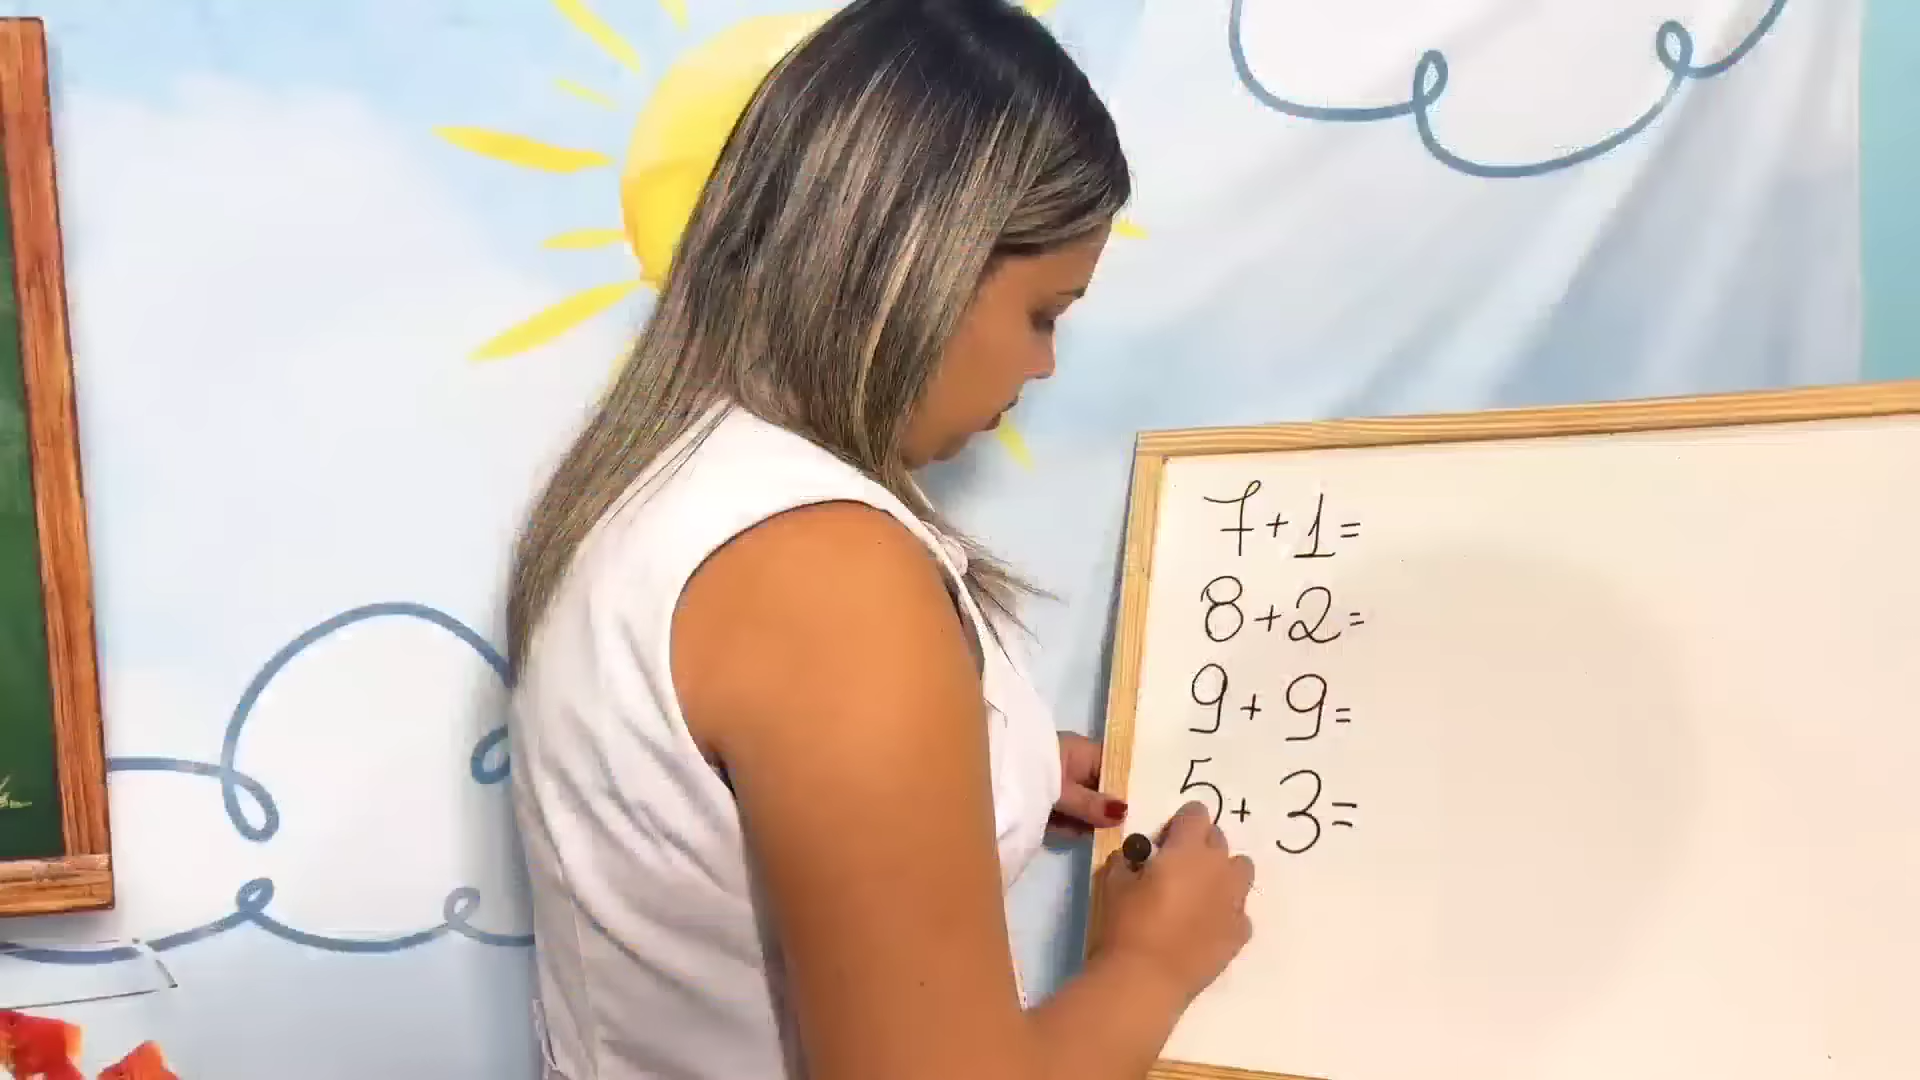 7+1=
8+2=
9+9=
5+3=